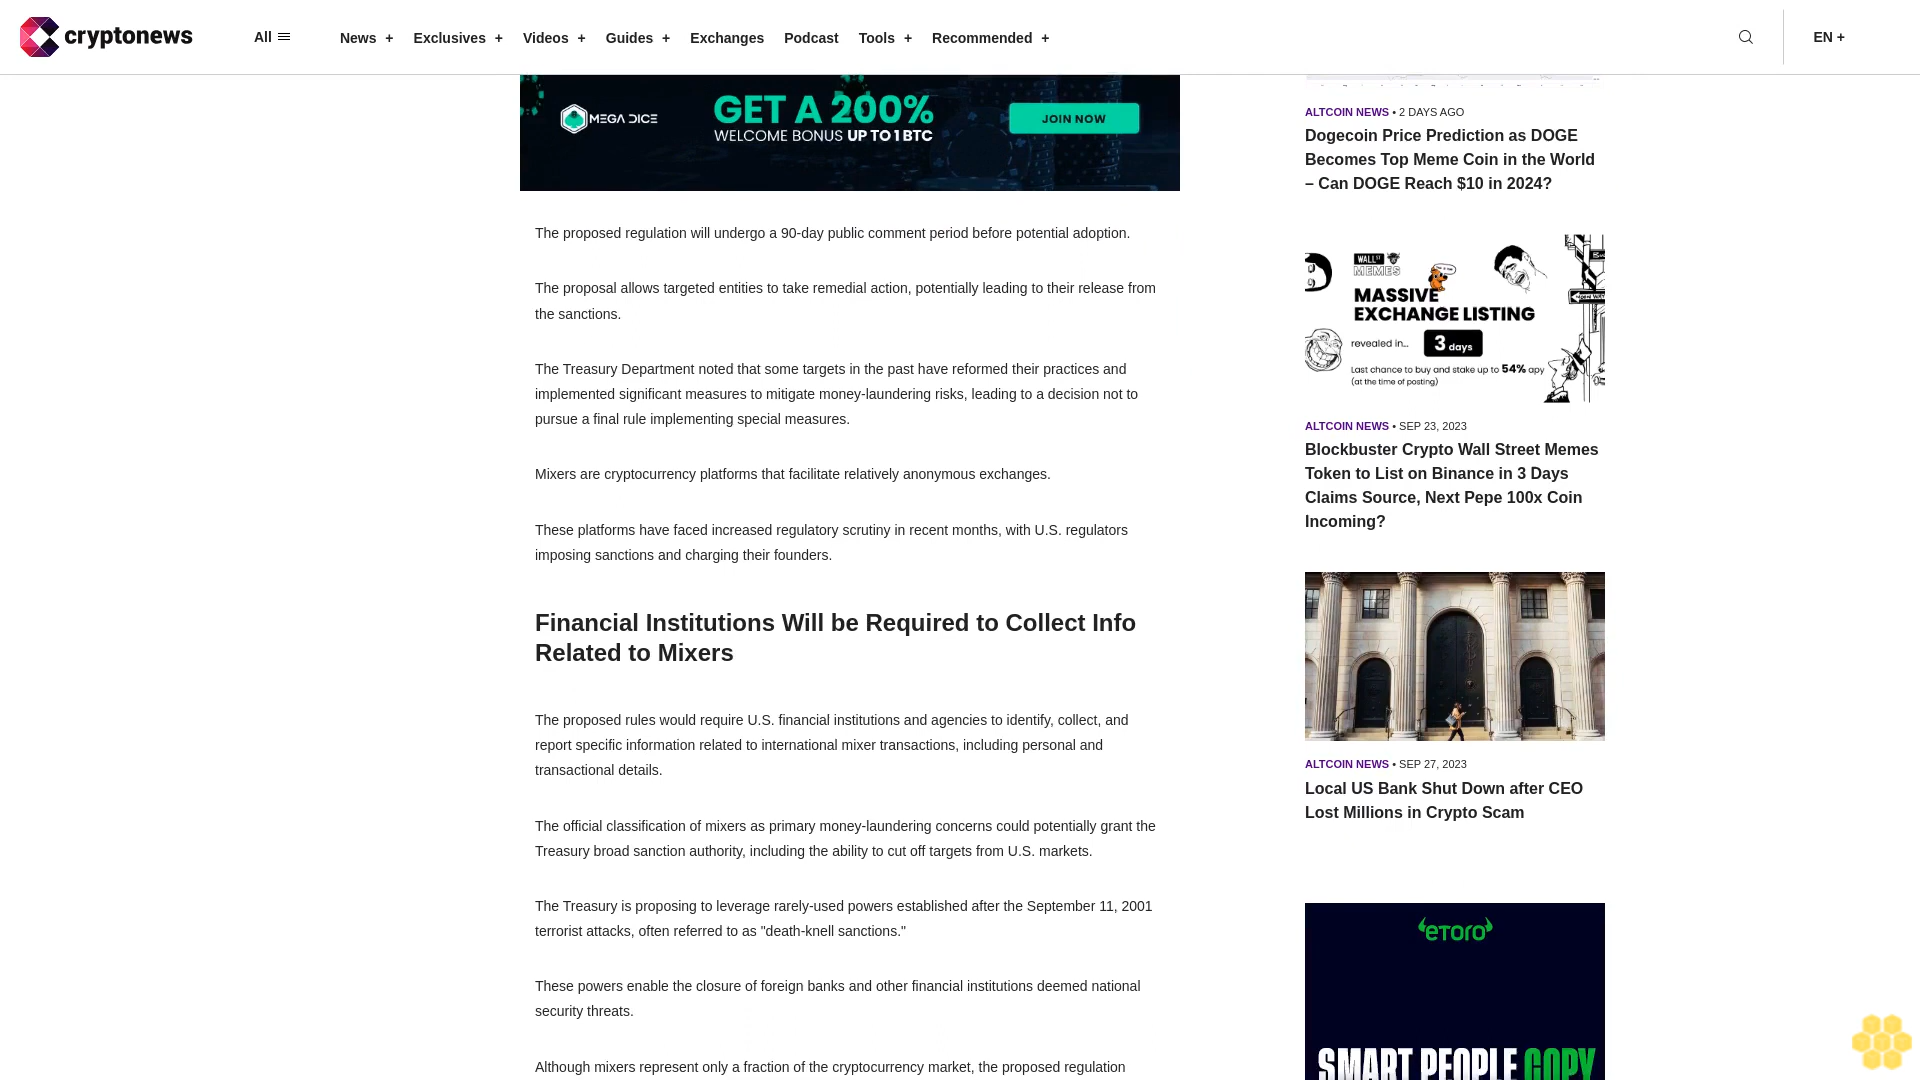 cryptonews
All
News +
Exclusives +
Videos +
Guides +
Exchanges
Podcast
Tools +
Recommended +
EN +
MEGA DICE
GET A 200%
WELCOME BONUS UP TO 1 BTC
JOIN NOW
The proposed regulation will undergo a 90-day public comment period before potential adoption.
The proposal allows targeted entities to take remedial action, potentially leading to their release from
the sanctions.
The Treasury Department noted that some targets in the past have reformed their practices and
implemented significant measures to mitigate money-laundering risks, leading to a decision not to
pursue a final rule implementing special measures.
Mixers are cryptocurrency platforms that facilitate relatively anonymous exchanges.
These platforms have faced increased regulatory scrutiny in recent months, with U.S. regulators
imposing sanctions and charging their founders.
Financial Institutions Will be Required to Collect Info
Related to Mixers
The proposed rules would require U.S. financial institutions and agencies to identify, collect, and
report specific information related to international mixer transactions, including personal and
transactional details.
The official classification of mixers as primary money-laundering concerns could potentially grant the
Treasury broad sanction authority, including the ability to cut off targets from U.S. markets.
The Treasury is proposing to leverage rarely-used powers established after the September 11, 2001
terrorist attacks, often referred to as "death-knell sanctions."
These powers enable the closure of foreign banks and other financial institutions deemed national
security threats.
Although mixers represent only a fraction of the cryptocurrency market, the proposed regulation
ALTCOIN NEWS • 2 DAYS AGO
Dogecoin Price Prediction as DOGE
Becomes Top Meme Coin in the World
– Can DOGE Reach $10 in 2024?
WALL ST
MEMES
MASSIVE
EXCHANGE LISTING
revealed in...
3 days
Last chance to buy and stake up to 54% apy
(at the time of posting)
ALTCOIN NEWS • SEP 23, 2023
Blockbuster Crypto Wall Street Memes
Token to List on Binance in 3 Days
Claims Source, Next Pepe 100x Coin
Incoming?
ALTCOIN NEWS • SEP 27, 2023
Local US Bank Shut Down after CEO
Lost Millions in Crypto Scam
eToro
SMART PEOPLE COPY